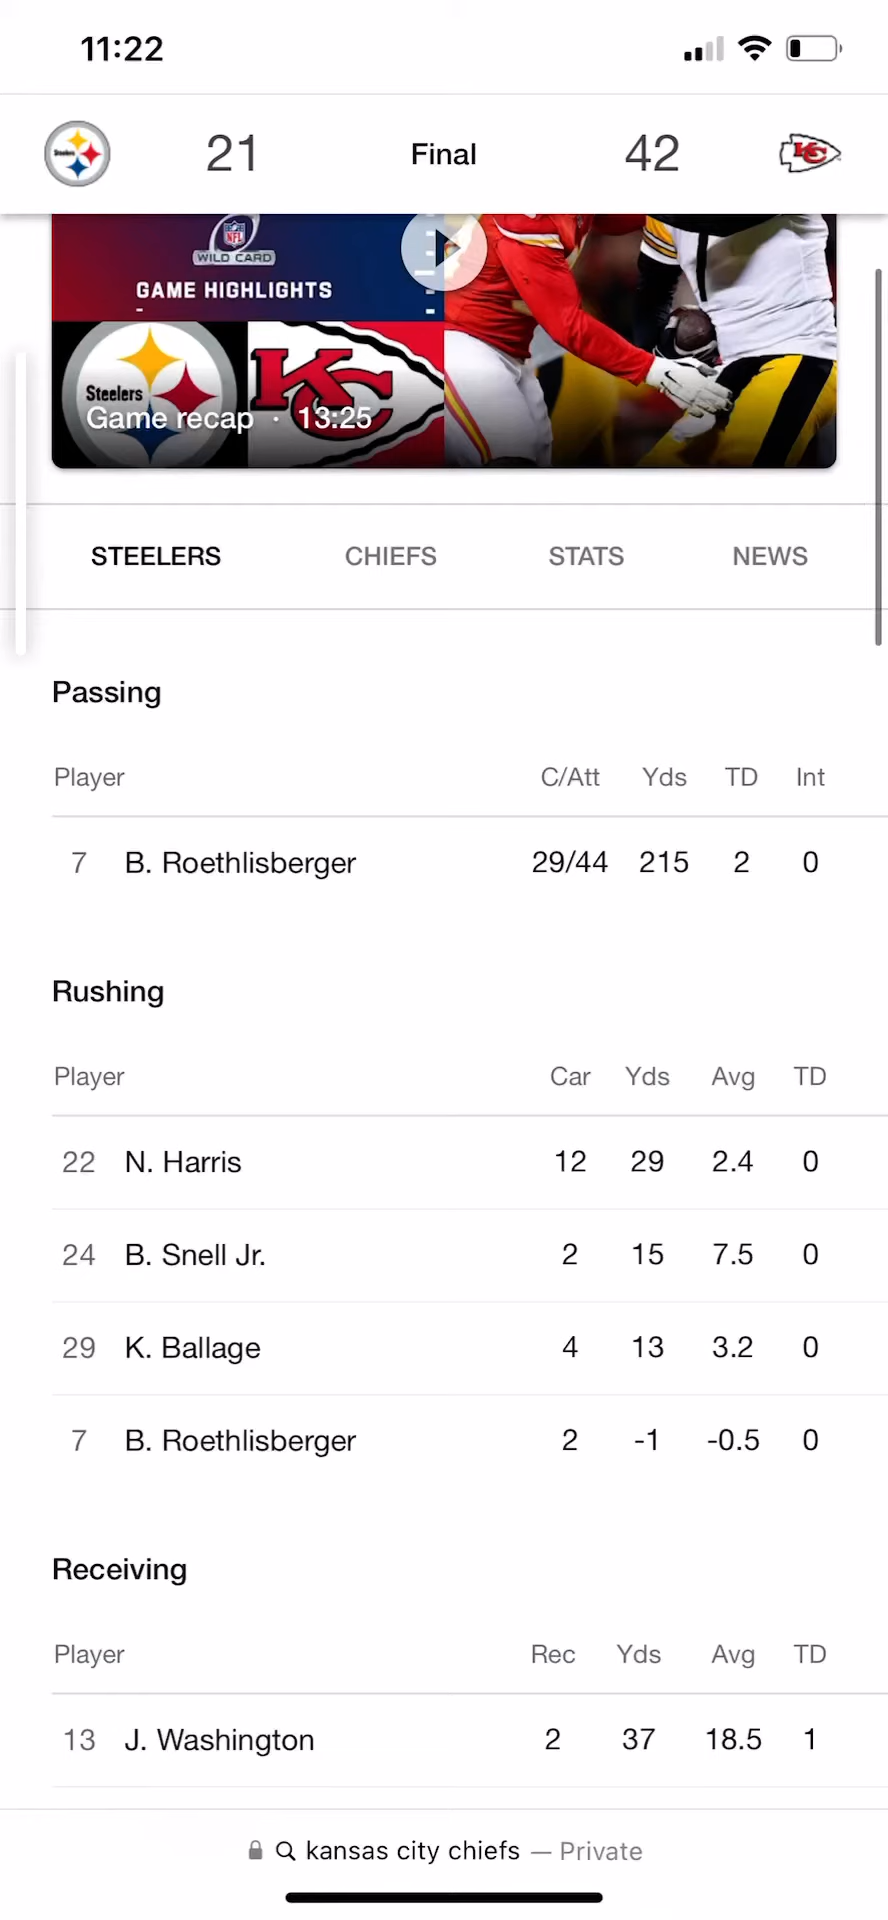 11:22
21 Final 42
Steelers
NFL
WILD CARD
GAME HIGHLIGHTS
Steelers
KC
Game recap · 13:25
STEELERS CHIEFS STATS NEWS
Passing
Player C/Att Yds TD Int
7 B. Roethlisberger 29/44 215 2 0
Rushing
Player Car Yds Avg TD
22 N. Harris 12 29 2.4 0
24 B. Snell Jr. 2 15 7.5 0
29 K. Ballage 4 13 3.2 0
7 B. Roethlisberger 2 -1 -0.5 0
Receiving
Player Rec Yds Avg TD
13 J. Washington 2 37 18.5 1
kansas city chiefs — Private